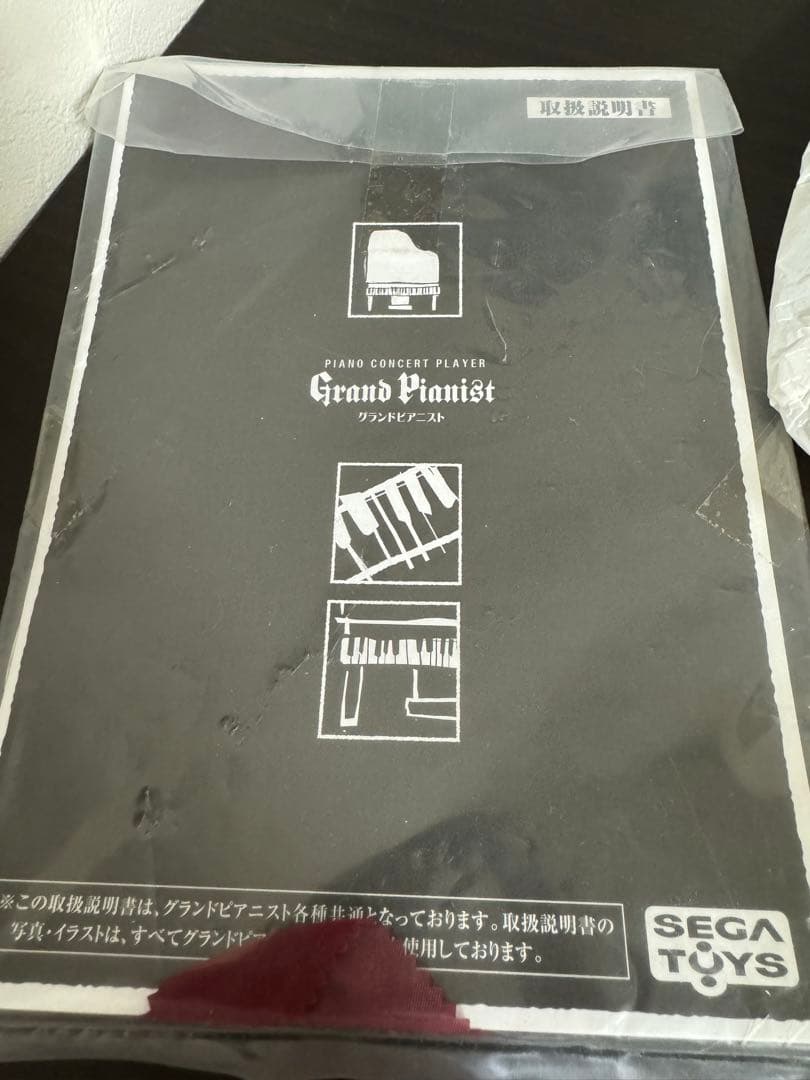 取扱説明書
PIANO CONCERT PLAYER
Grand Pianist
グランドピアニスト
※この取扱説明書は、グランドピアニスト各種共通となっております。取扱説明書の
写真・イラストは、すべてグランドピ 使用しております。
SEGA
TOYS